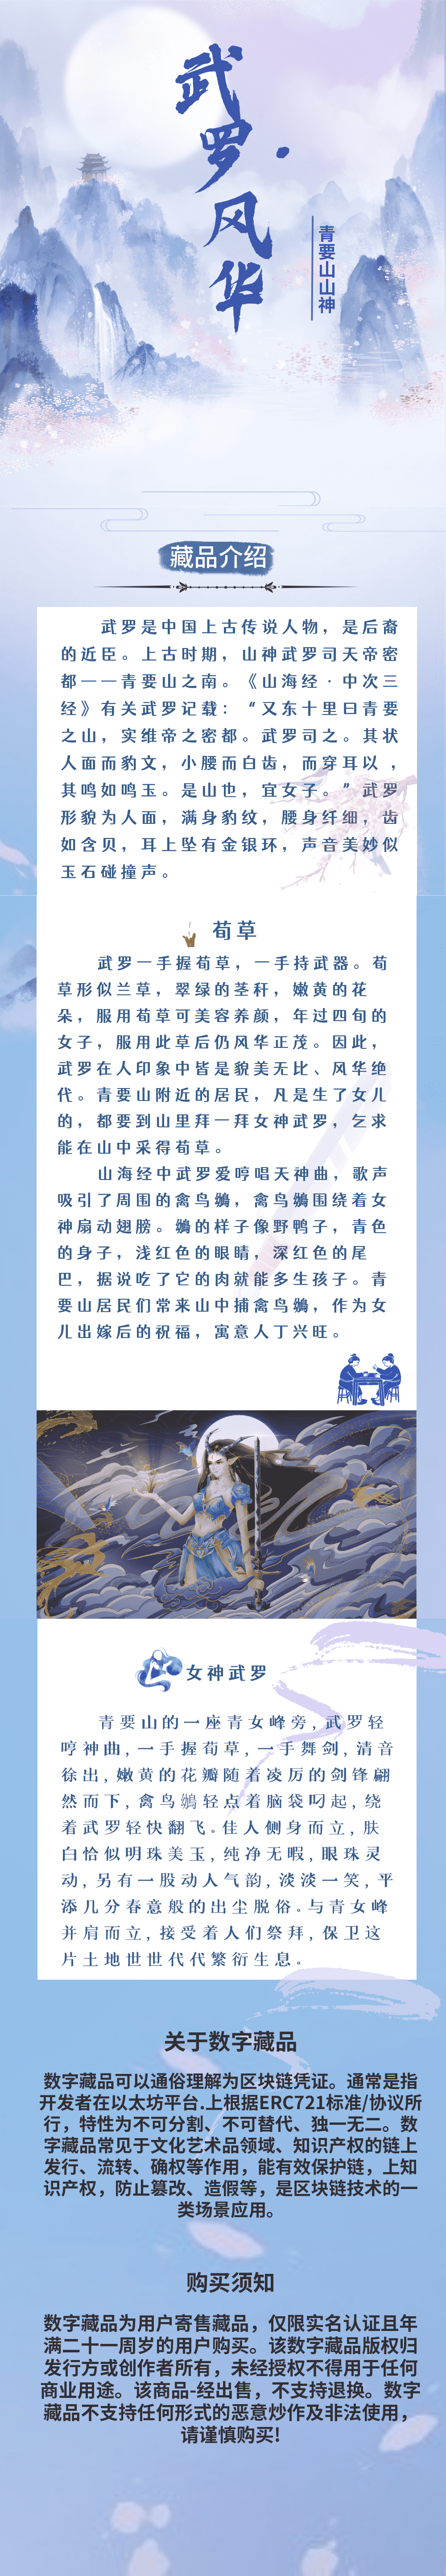 武罗·风华
青要山山神
藏品介绍
武罗是中国上古传说人物，是后裔
的近臣。上古时期，山神武罗司天帝密
都一一青要山之南。《山海经·中次三
经》有关武罗记载：“又东十里曰青要
之山，实维帝之密都。武罗司之。其状
人面而豹文，小腰而白齿，而穿耳以，
其鸣如鸣玉。是山也，宜女子。”武罗
形貌为人面，满身豹纹，腰身纤细，齿
如含贝，耳上坠有金银环，声音美妙似
玉石碰撞声。
荀草
武罗一手握荀草，一手持武器。荀
草形似兰草，翠绿的茎秆，嫩黄的花
朵，服用荀草可美容养颜，年过四旬的
女子，服用此草后仍风华正茂。因此，
武罗在人印象中皆是貌美无比、风华绝
代。青要山附近的居民，凡是生了女儿
的，都要到山里拜一拜女神武罗，乞求
能在山中采得荀草。
山海经中武罗爱哼唱天神曲，歌声
吸引了周围的禽鸟鴢，禽鸟鴢围绕着女
神扇动翅膀。鴢的样子像野鸭子，青色
的身子，浅红色的眼睛，深红色的尾
巴，据说吃了它的肉就能多生孩子。青
要山居民们常来山中捕禽鸟鴢，作为女
儿出嫁后的祝福，寓意人丁兴旺。
女神武罗
青要山的一座青女峰旁，武罗轻
哼神曲，一手握荀草，一手舞剑，清音
徐出，嫩黄的花瓣随着凌厉的剑锋翩
然而下，禽鸟鴢轻点着脑袋叼起，绕
着武罗轻快翻飞。佳人侧身而立，肤
白恰似明珠美玉，纯净无暇，眼珠灵
动，另有一股动人气韵，淡淡一笑，平
添几分春意般的出尘脱俗。与青女峰
并肩而立，接受着人们祭拜，保卫这
片土地世世代代繁衍生息。
关于数字藏品
数字藏品可以通俗理解为区块链凭证。通常是指
开发者在以太坊平台.上根据ERC721标准/协议所
行，特性为不可分割、不可替代、独一无二。数
字藏品常见于文化艺术品领域、知识产权的链上
发行、流转、确权等作用，能有效保护链，上知
识产权，防止篡改、造假等，是区块链技术的一
类场景应用。
购买须知
数字藏品为用户寄售藏品，仅限实名认证且年
满二十一周岁的用户购买。该数字藏品版权归
发行方或创作者所有，未经授权不得用于任何
商业用途。该商品-经出售，不支持退换。数字
藏品不支持任何形式的恶意炒作及非法使用，
请谨慎购买!